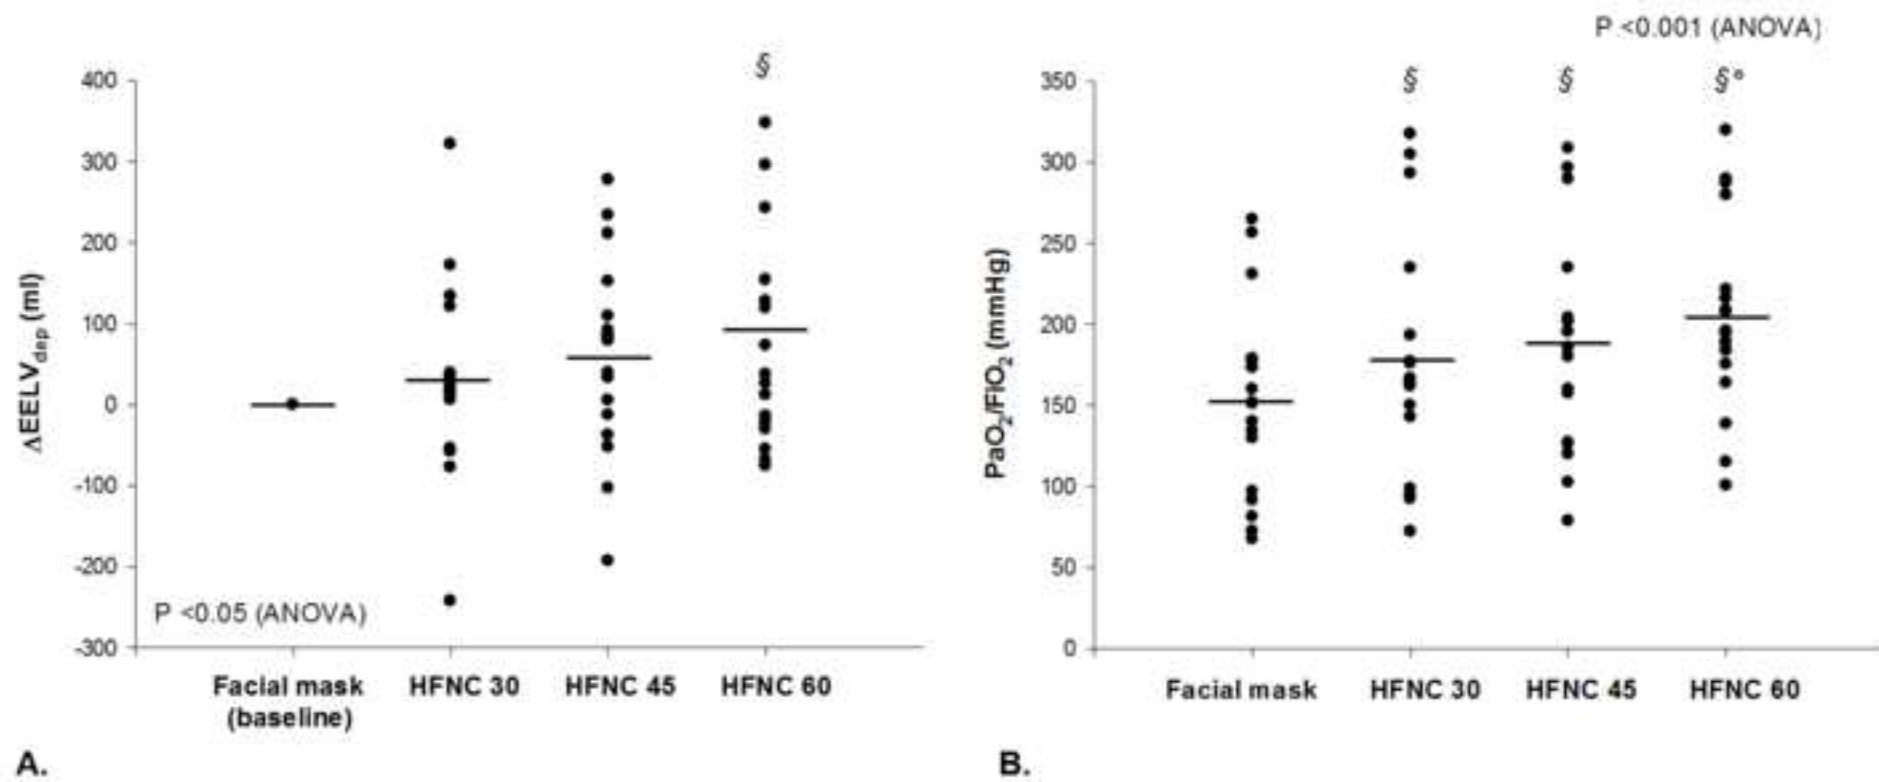 P <0.001 (ANOVA)
§
400
300
200
100
0
-100
-200
-300
ΔEELV_dep (ml)
P <0.05 (ANOVA)
Facial mask HFNC 30 HFNC 45 HFNC 60
(baseline)
A.
§ § §°
350
300
250
200
150
100
50
0
PaO₂/FiO₂ (mmHg)
Facial mask HFNC 30 HFNC 45 HFNC 60
B.